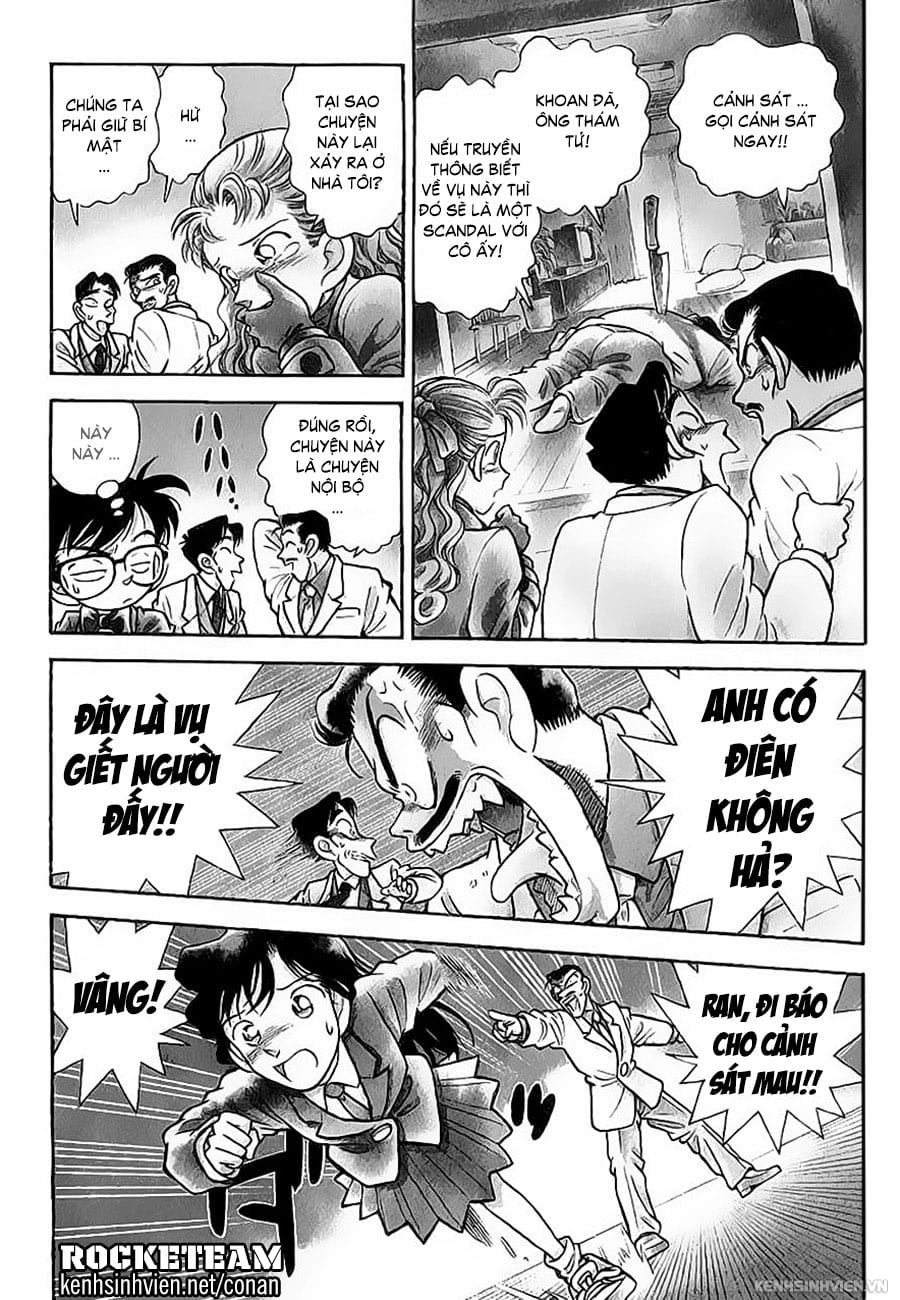 CẢNH SÁT ...
GỌI CẢNH SÁT
NGAY!!
KHOAN ĐÃ,
ÔNG THÁM
TỬ!
NẾU TRUYỀN
THÔNG BIẾT
VỀ VỤ NÀY THÌ
ĐÓ SẼ LÀ MỘT
SCANDAL VỚI
CÔ ẤY!
TẠI SAO
CHUYỆN
NÀY LẠI
XẢY RA Ở
NHÀ TÔI?
HỪ
...
CHÚNG TA
PHẢI GIỮ BÍ
MẬT
...
ĐÚNG RỒI,
CHUYỆN NÀY
LÀ CHUYỆN
NỘI BỘ
...
NÀY
NÀY ...
ANH CÓ
ĐIÊN
KHÔNG
HẢ?
ĐÂY LÀ VỤ
GIẾT NGƯỜI
ĐẤY!!
RAN, ĐI BÁO
CHO CẢNH
SÁT MAU!!
VÂNG!
ROCKETEAM
kenhsinhvien.net/conan
KENHSINHVIEN.VN